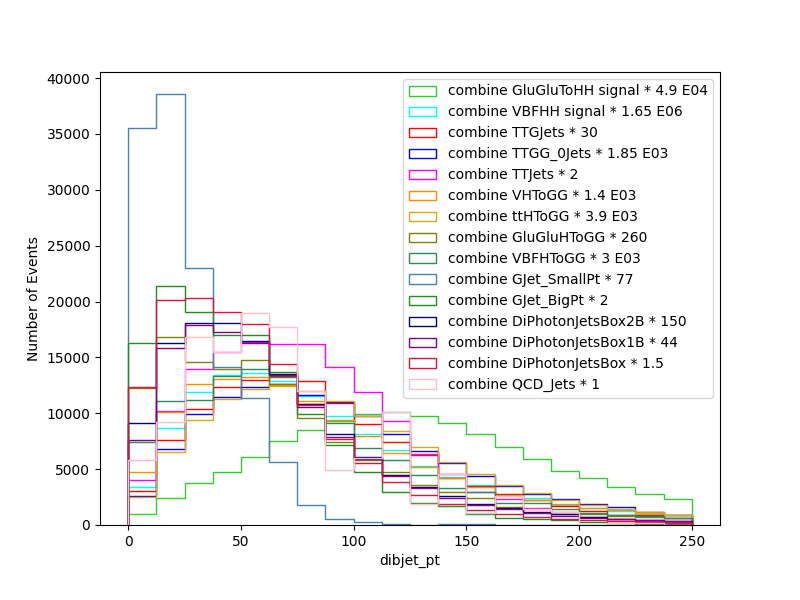 40000
35000
30000
25000
20000
15000
10000
5000
0
Number of Events
0
50
100
150
200
250
dibjet_pt
combine GluGluToHH signal * 4.9 E04
combine VBFHH signal * 1.65 E06
combine TTGJets * 30
combine TTGG_0Jets * 1.85 E03
combine TTJets * 2
combine VHToGG * 1.4 E03
combine ttHToGG * 3.9 E03
combine GluGluHToGG * 260
combine VBFHToGG * 3 E03
combine GJet_SmallPt * 77
combine GJet_BigPt * 2
combine DiPhotonJetsBox2B * 150
combine DiPhotonJetsBox1B * 44
combine DiPhotonJetsBox * 1.5
combine QCD_Jets * 1